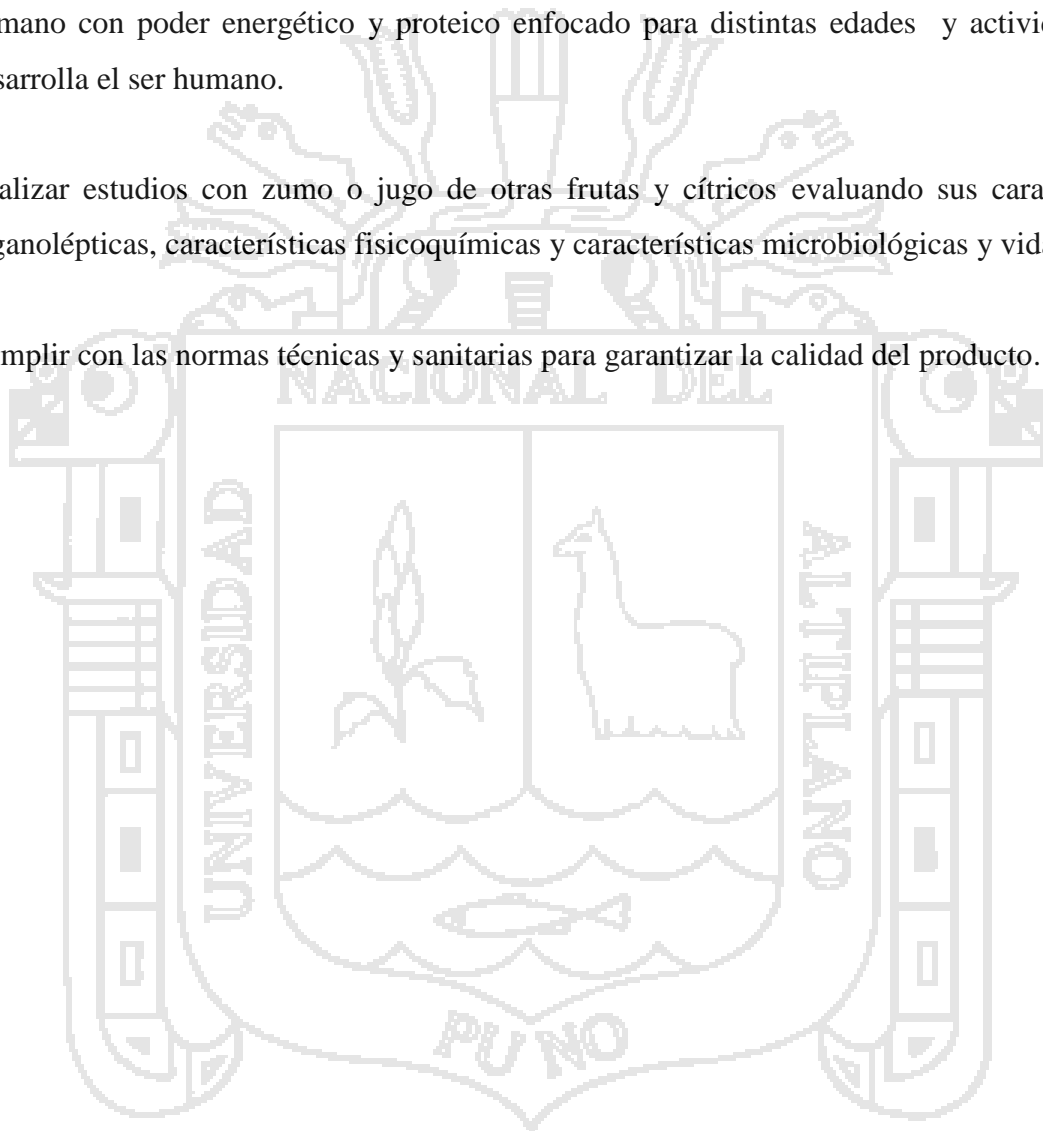 mano con poder energético y proteico enfocado para distintas edades y activi
sarrolla el ser humano.
alizar estudios con zumo o jugo de otras frutas y cítricos evaluando sus cara
ganolépticas, características fisicoquímicas y características microbiológicas y vida
mplir con las normas técnicas y sanitarias para garantizar la calidad del producto.
NACIONAL DEL
UNIVERSIDAD
ALTIPLANO
PUNO